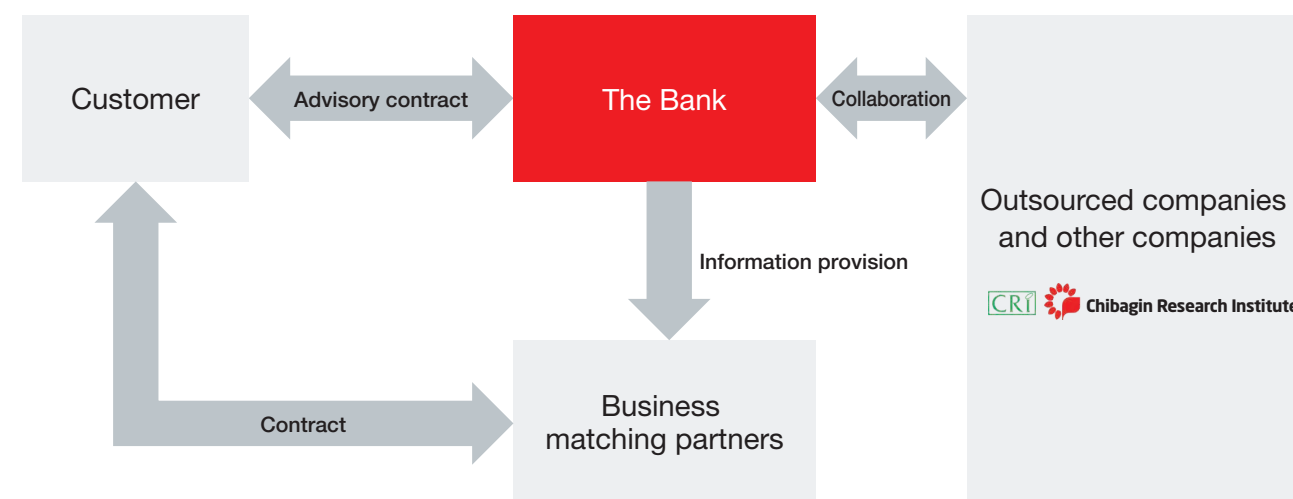 Customer
Advisory contract
The Bank
Collaboration
Outsourced companies
and other companies
CRI Chibagin Research Institute
Information provision
Business
matching partners
Contract